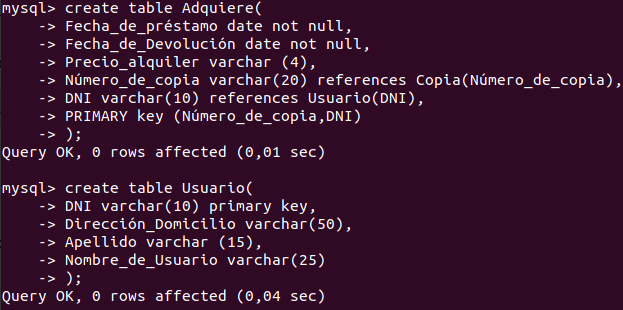 mysql> create table Adquiere(
-> Fecha_de_préstamo date not null,
-> Fecha_de_Devolución date not null,
-> Precio_alquiler varchar (4),
-> Número_de_copia varchar(20) references Copia(Número_de_copia),
-> DNI varchar(10) references Usuario(DNI),
-> PRIMARY key (Número_de_copia,DNI)
-> );
Query OK, 0 rows affected (0,01 sec)
mysql> create table Usuario(
-> DNI varchar(10) primary key,
-> Dirección_Domicilio varchar(50),
-> Apellido varchar (15),
-> Nombre_de_Usuario varchar(25)
-> );
Query OK, 0 rows affected (0,04 sec)